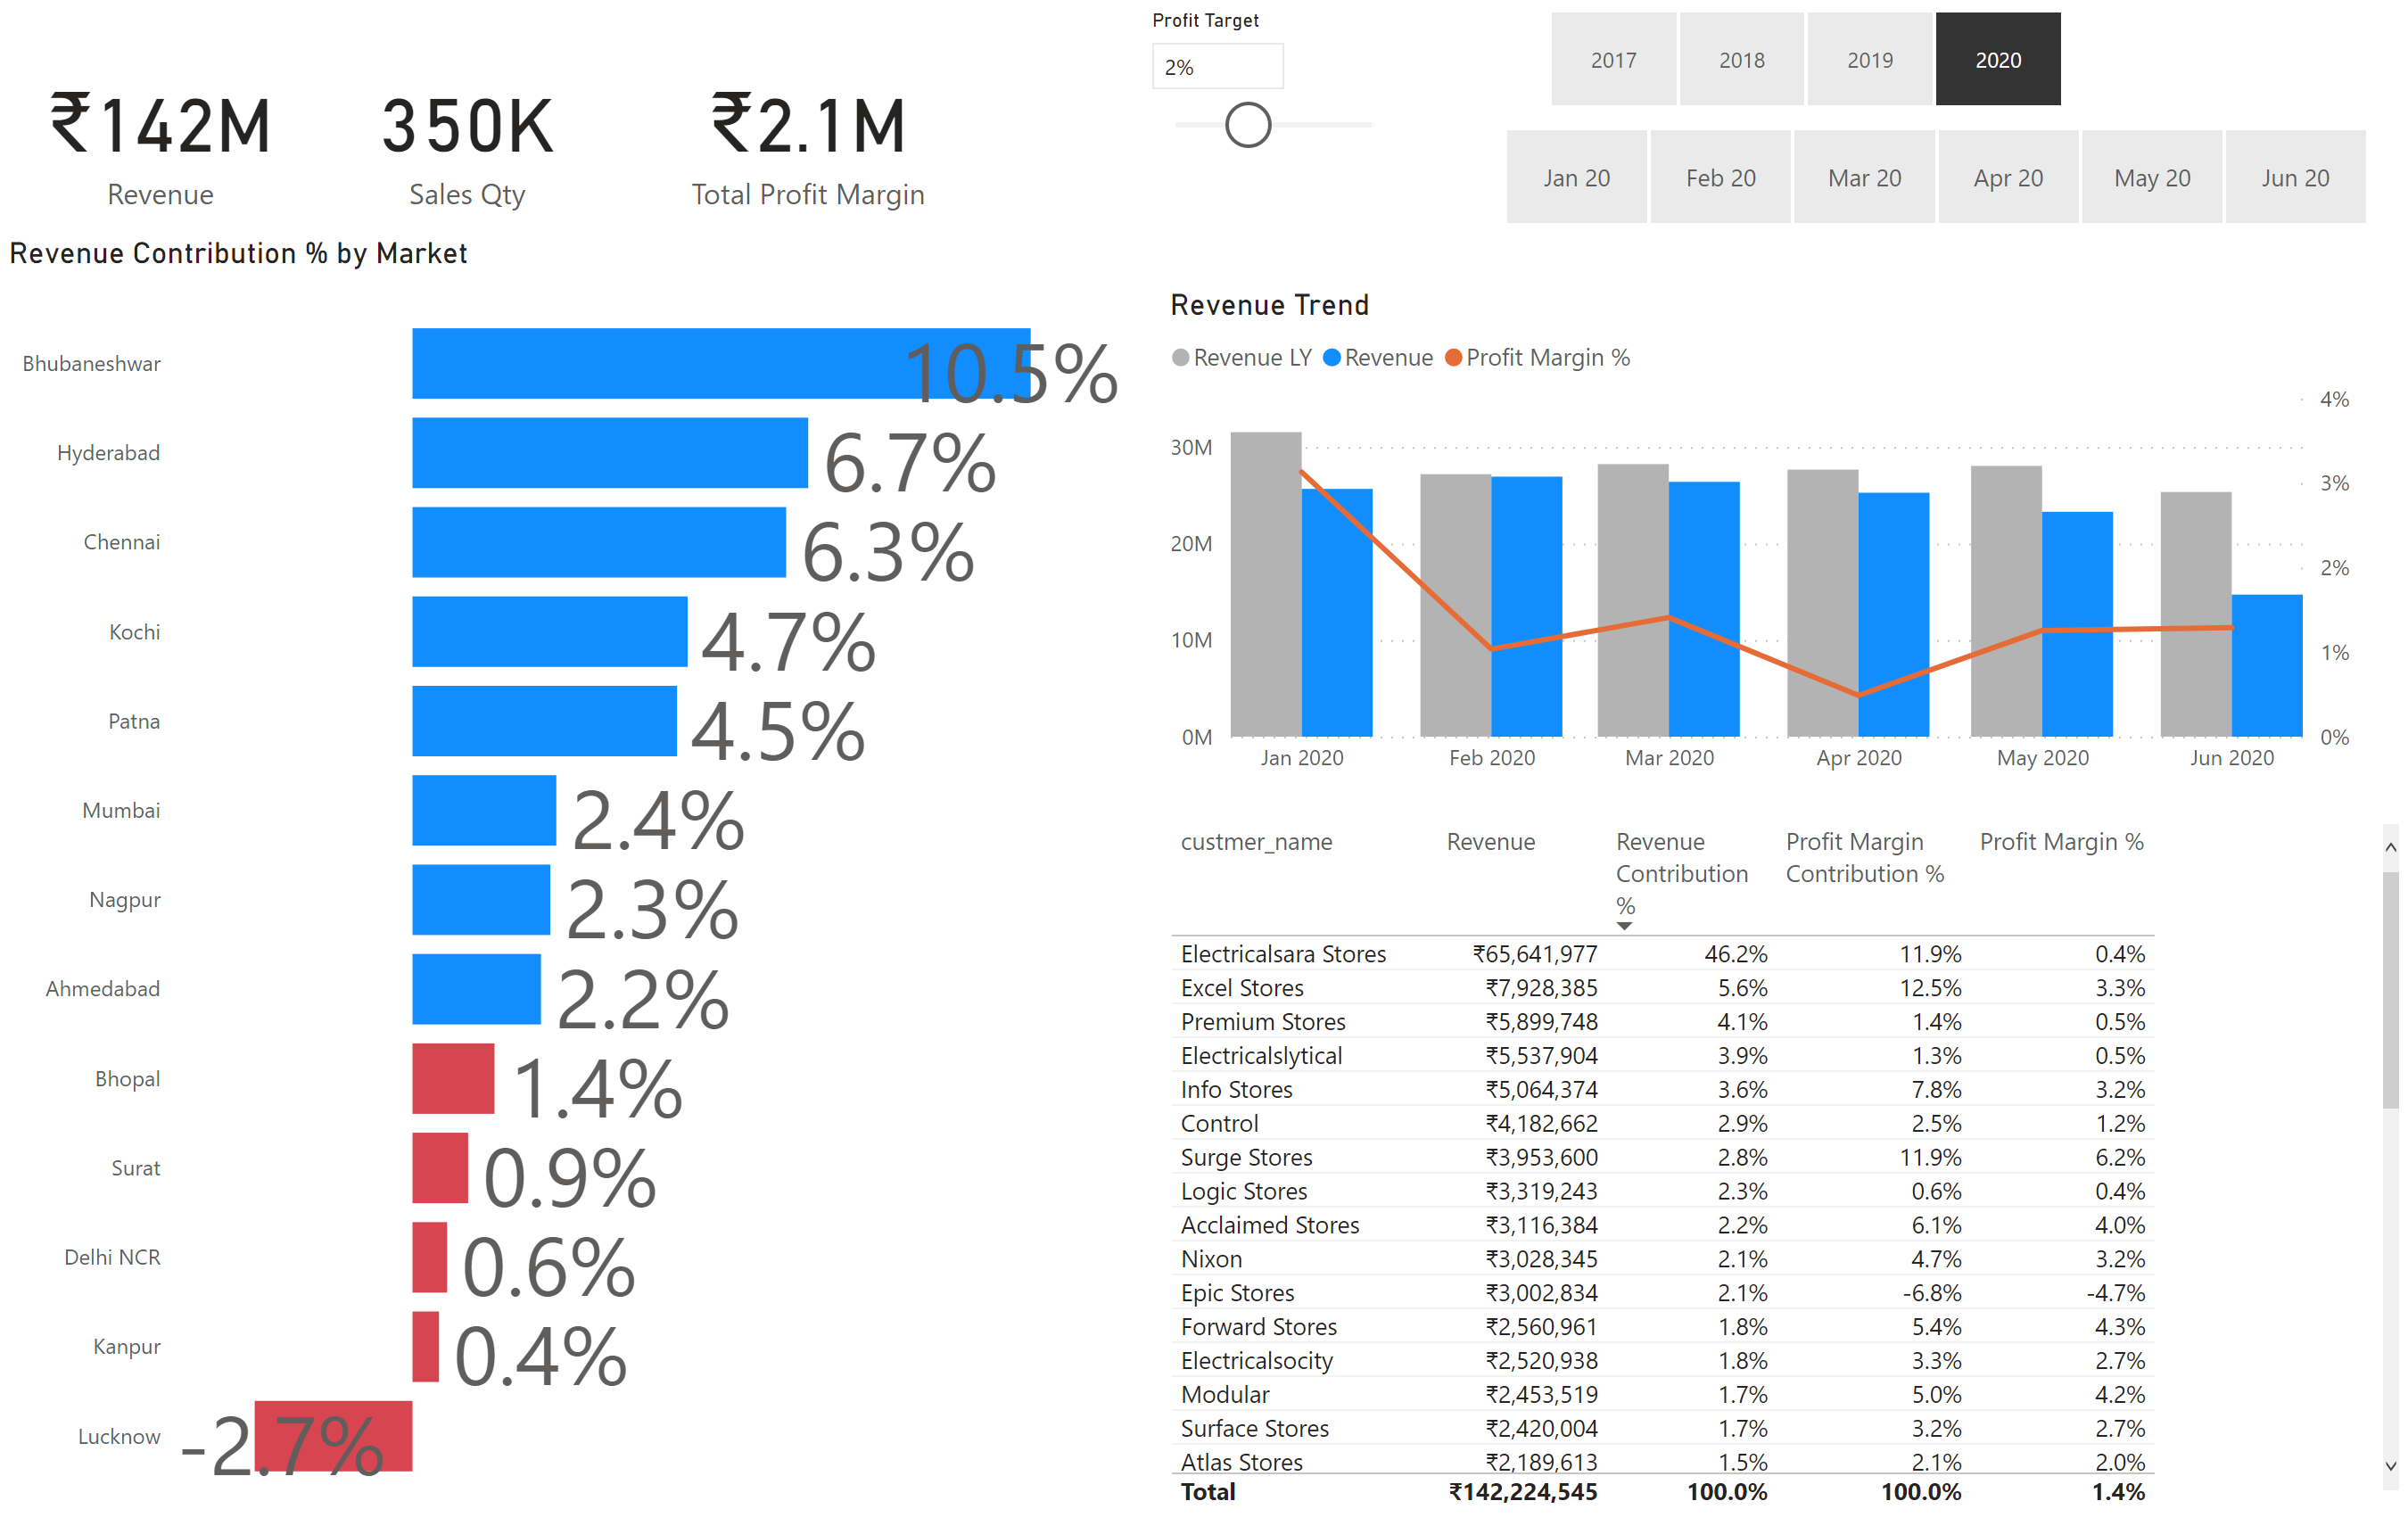 Profit Target
2%
2017 2018 2019 2020
Jan 20 Feb 20 Mar 20 Apr 20 May 20 Jun 20
₹142M 350K ₹2.1M
Revenue Sales Qty Total Profit Margin
Revenue Contribution % by Market
Bhubaneshwar 10.5%
Hyderabad 6.7%
Chennai 6.3%
Kochi 4.7%
Patna 4.5%
Mumbai 2.4%
Nagpur 2.3%
Ahmedabad 2.2%
Bhopal 1.4%
Surat 0.9%
Delhi NCR 0.6%
Kanpur 0.4%
Lucknow -2.7%
Revenue Trend
Revenue LY Revenue Profit Margin %
4%
30M
3%
20M
2%
10M
1%
0M 0%
Jan 2020 Feb 2020 Mar 2020 Apr 2020 May 2020 Jun 2020
custmer_name Revenue Revenue Profit Margin Profit Margin %
Contribution Contribution %
%
Electricalsara Stores ₹65,641,977 46.2% 11.9% 0.4%
Excel Stores ₹7,928,385 5.6% 12.5% 3.3%
Premium Stores ₹5,899,748 4.1% 1.4% 0.5%
Electricalslytical ₹5,537,904 3.9% 1.3% 0.5%
Info Stores ₹5,064,374 3.6% 7.8% 3.2%
Control ₹4,182,662 2.9% 2.5% 1.2%
Surge Stores ₹3,953,600 2.8% 11.9% 6.2%
Logic Stores ₹3,319,243 2.3% 0.6% 0.4%
Acclaimed Stores ₹3,116,384 2.2% 6.1% 4.0%
Nixon ₹3,028,345 2.1% 4.7% 3.2%
Epic Stores ₹3,002,834 2.1% -6.8% -4.7%
Forward Stores ₹2,560,961 1.8% 5.4% 4.3%
Electricalsocity ₹2,520,938 1.8% 3.3% 2.7%
Modular ₹2,453,519 1.7% 5.0% 4.2%
Surface Stores ₹2,420,004 1.7% 3.2% 2.7%
Atlas Stores ₹2,189,613 1.5% 2.1% 2.0%
Total ₹142,224,545 100.0% 100.0% 1.4%